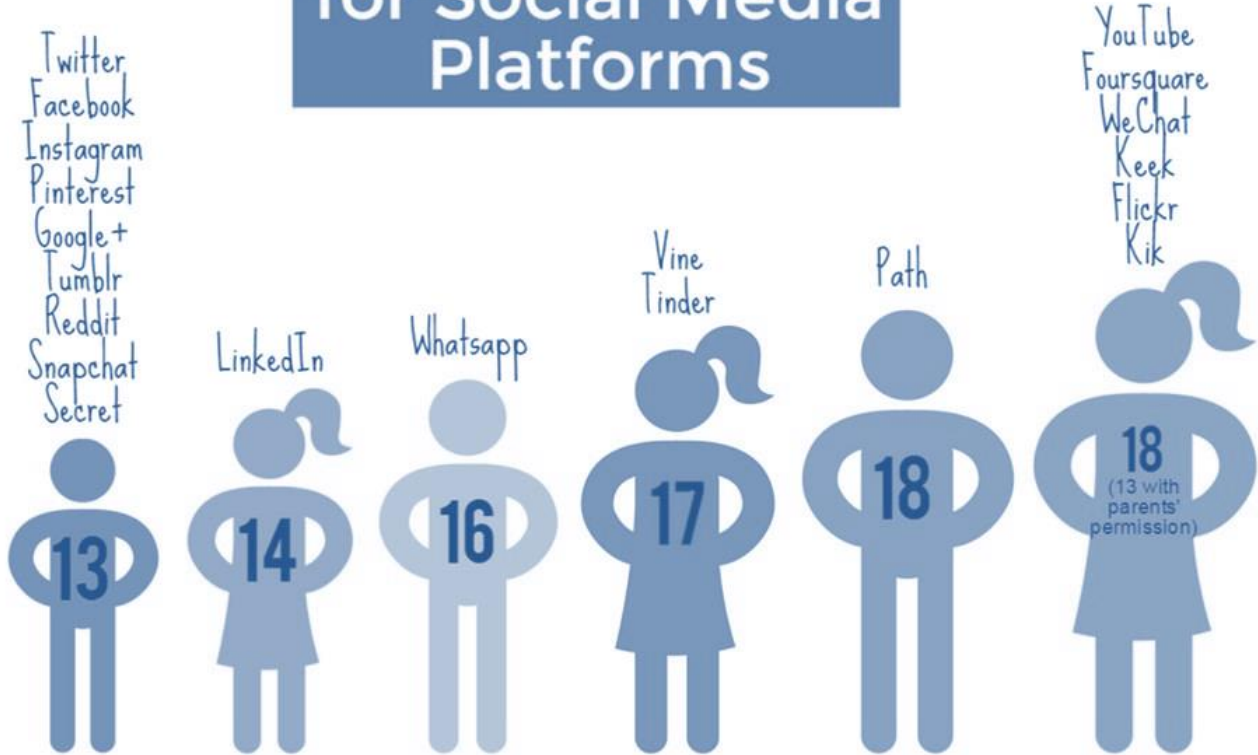 for Social Media
Platforms
Twitter
Facebook
Instagram
Pinterest
Google+
Tumblr
Reddit
Snapchat
Secret
13
LinkedIn
14
Whatsapp
16
Vine
Tinder
17
Path
18
YouTube
Foursquare
WeChat
Keek
Flickr
Kik
18
(13 with
parents'
permission)